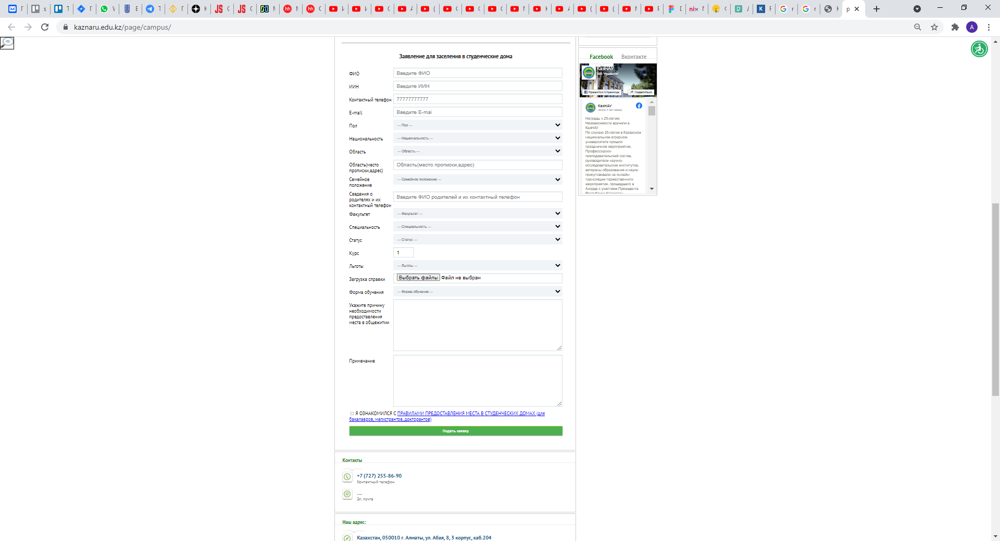 kaznaru.edu.kz/page/campus/
A
Заявление для заселения в студенческие дома
ФИО
Введите ФИО
ИИН
Введите ИИН
Контактный телефон
77777777777
E-mail
Введите E-mai
Пол
--- Пол ---
Национальность
--- Национальность ---
Область
--- Область ---
Область(место
прописки,адрес)
Область(место прописки,адрес)
Семейное
положение
--- Семейное положение ---
Сведения о
родителях и их
контактный телефон
Введите ФИО родителей и их контактный телефон
Факультет
--- Факультет ---
Специальность
--- Специальность ---
Статус
--- Статус ---
Курс
1
Льготы
--- Льготы ---
Загрузка справки
Выбрать файлы Файл не выбран
Форма обучения
--- Форма обучения ---
Укажите причину
необходимости
предоставления
места в общежитии
Примечание
Я ОЗНАКОМИЛСЯ С ПРАВИЛАМИ ПРЕДОСТАВЛЕНИЯ МЕСТА В СТУДЕНЧЕСКИХ ДОМАХ (для
бакалавров, магистрантов, докторантов)
Подать заявку
Контакты
+7 (727) 255-86-90
Контактный телефон
....
Эл. почта
Наш адрес:
Казахстан, 050010 г. Алматы, ул. Абая, 8, 3 корпус, каб.204
Facebook Вконтакте
КазНАУ
"Нравится"
Нравится Страница
Поделиться
КазНАУ
около 5 лет назад
Награды к 25-летию
Независимости вручили в
КазНАУ
По случаю 25-летия в Казахском
национальном аграрном
университете прошло
праздничное мероприятие.
Профессорско-
преподавательский состав,
руководители научно-
исследовательских институтов,
ветераны образования и науки
присутсвовали на онлайн-
трансляции торжественного
мероприятия, прошедшего в
Акорде с участием Президента
Республики Казахстан